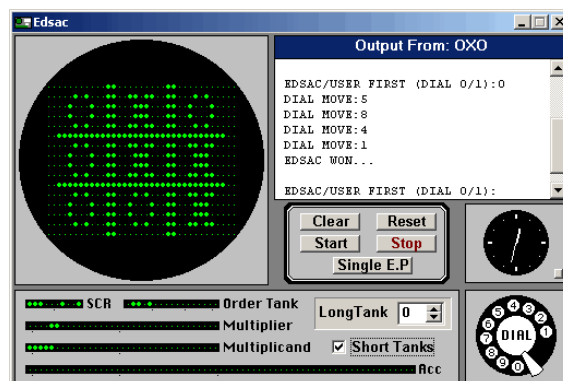 Edsac
Output From: OXO
EDSAC/USER FIRST (DIAL 0/1):0
DIAL MOVE:5
DIAL MOVE:8
DIAL MOVE:4
DIAL MOVE:1
EDSAC WON...
EDSAC/USER FIRST (DIAL 0/1):
Clear Reset
Start Stop
Single E.P
SCR Order Tank
LongTank 0
Multiplier
Multiplicand
Short Tanks
Acc
1 2 3 4 5 6 7 8 9 0
DIAL